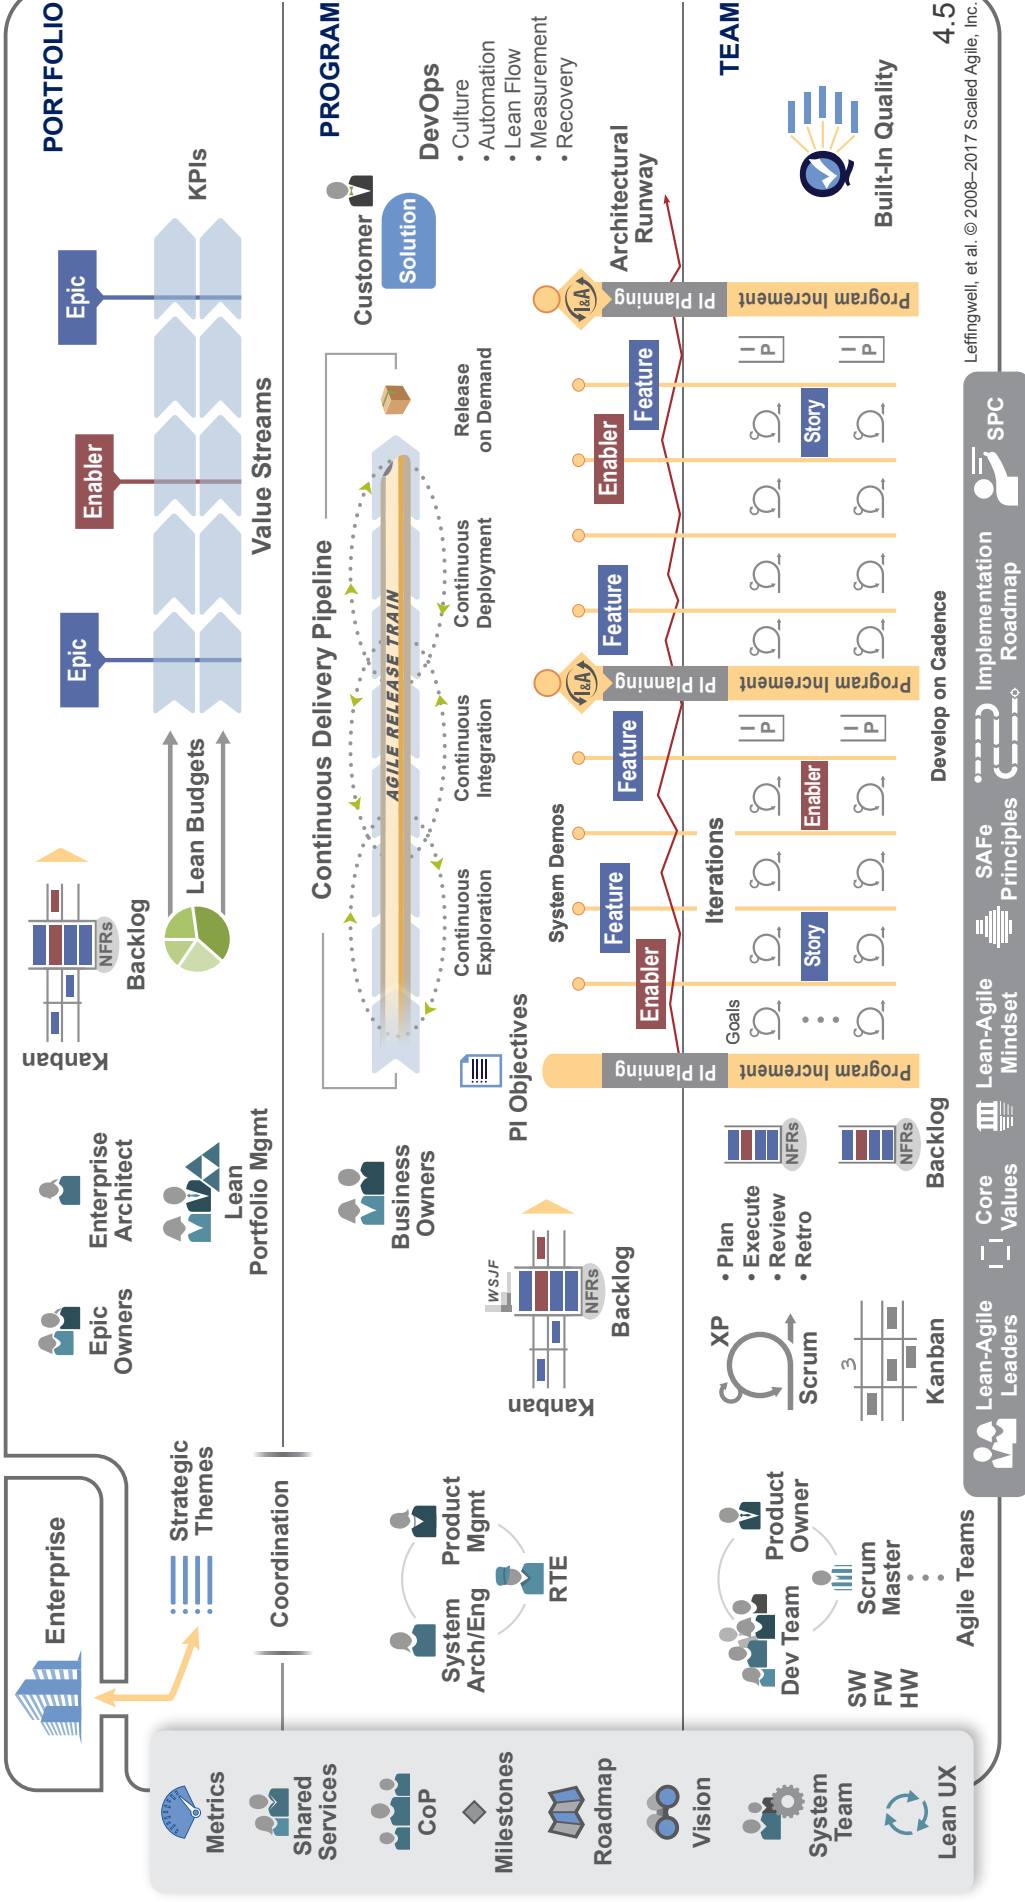 Enterprise
Strategic
Themes
Epic
Owners
Enterprise
Architect
Lean
Portfolio Mgmt
Kanban
NFRs
Backlog
Lean Budgets
Epic
Enabler
Epic
KPIs
Value Streams
PORTFOLIO
Coordination
System
Arch/Eng
Product
Mgmt
RTE
Business
Owners
Kanban
WSJF
NFRs
Backlog
PI Objectives
Continuous Delivery Pipeline
AGILE RELEASE TRAIN
Continuous
Exploration
Continuous
Integration
Continuous
Deployment
Release
on Demand
Customer
Solution
PROGRAM
DevOps
• Culture
• Automation
• Lean Flow
• Measurement
• Recovery
System Demos
Enabler
Feature
Feature
Feature
Enabler
Feature
Architectural
Runway
PI Planning
Program Increment
I&A
PI Planning
Program Increment
I&A
PI Planning
Program Increment
TEAM
Dev Team
Product
Owner
Scrum
Master
SW
FW
HW
Agile Teams
XP
Scrum
• Plan
• Execute
• Review
• Retro
3
Kanban
NFRs
NFRs
Backlog
Iterations
Goals
Story
Enabler
I
P
I
P
Story
I
P
I
P
Develop on Cadence
Built-In Quality
4.5
Leffingwell, et al. © 2008–2017 Scaled Agile, Inc.
Metrics
Shared
Services
CoP
Milestones
Roadmap
Vision
System
Team
Lean UX
Lean-Agile
Leaders
Core
Values
Lean-Agile
Mindset
SAFe
Principles
Implementation
Roadmap
SPC